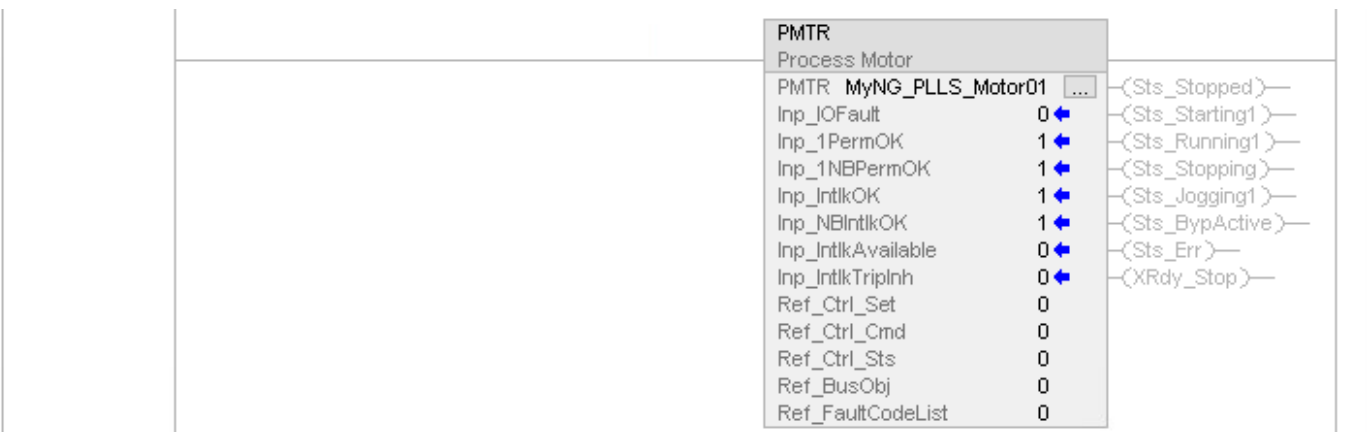 PMTR
Process Motor
PMTR MyNG_PLLS_Motor01 ... (Sts_Stopped)
Inp_IOFault 0 (Sts_Starting1)
Inp_1PermOK 1 (Sts_Running1)
Inp_1NBPermOK 1 (Sts_Stopping)
Inp_IntlkOK 1 (Sts_Jogging1)
Inp_NBIntlkOK 1 (Sts_BypActive)
Inp_IntlkAvailable 0 (Sts_Err)
Inp_IntlkTripInh 0 (XRdy_Stop)
Ref_Ctrl_Set 0
Ref_Ctrl_Cmd 0
Ref_Ctrl_Sts 0
Ref_BusObj 0
Ref_FaultCodeList 0